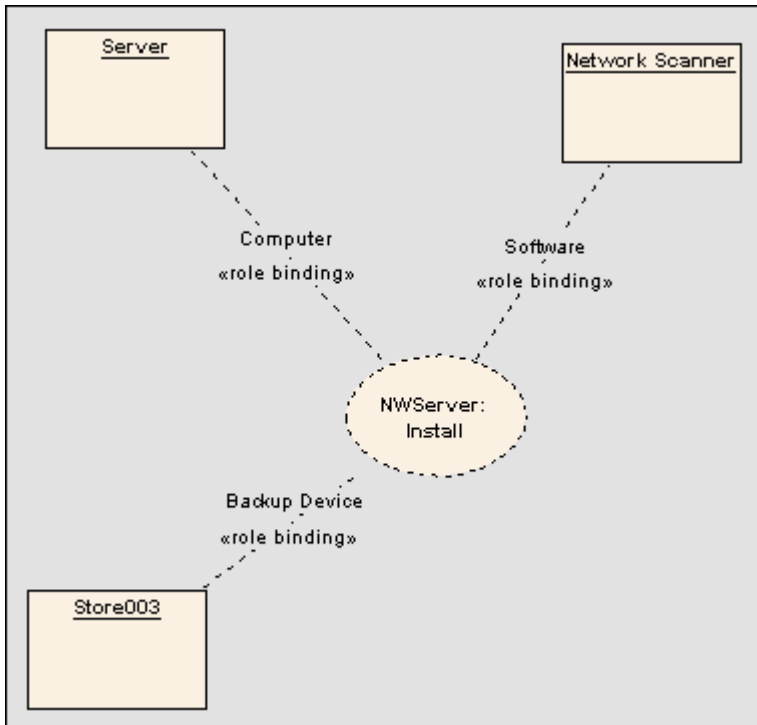 Server
Network Scanner
Computer
«role binding»
Software
«role binding»
NWServer:
Install
Backup Device
«role binding»
Store003